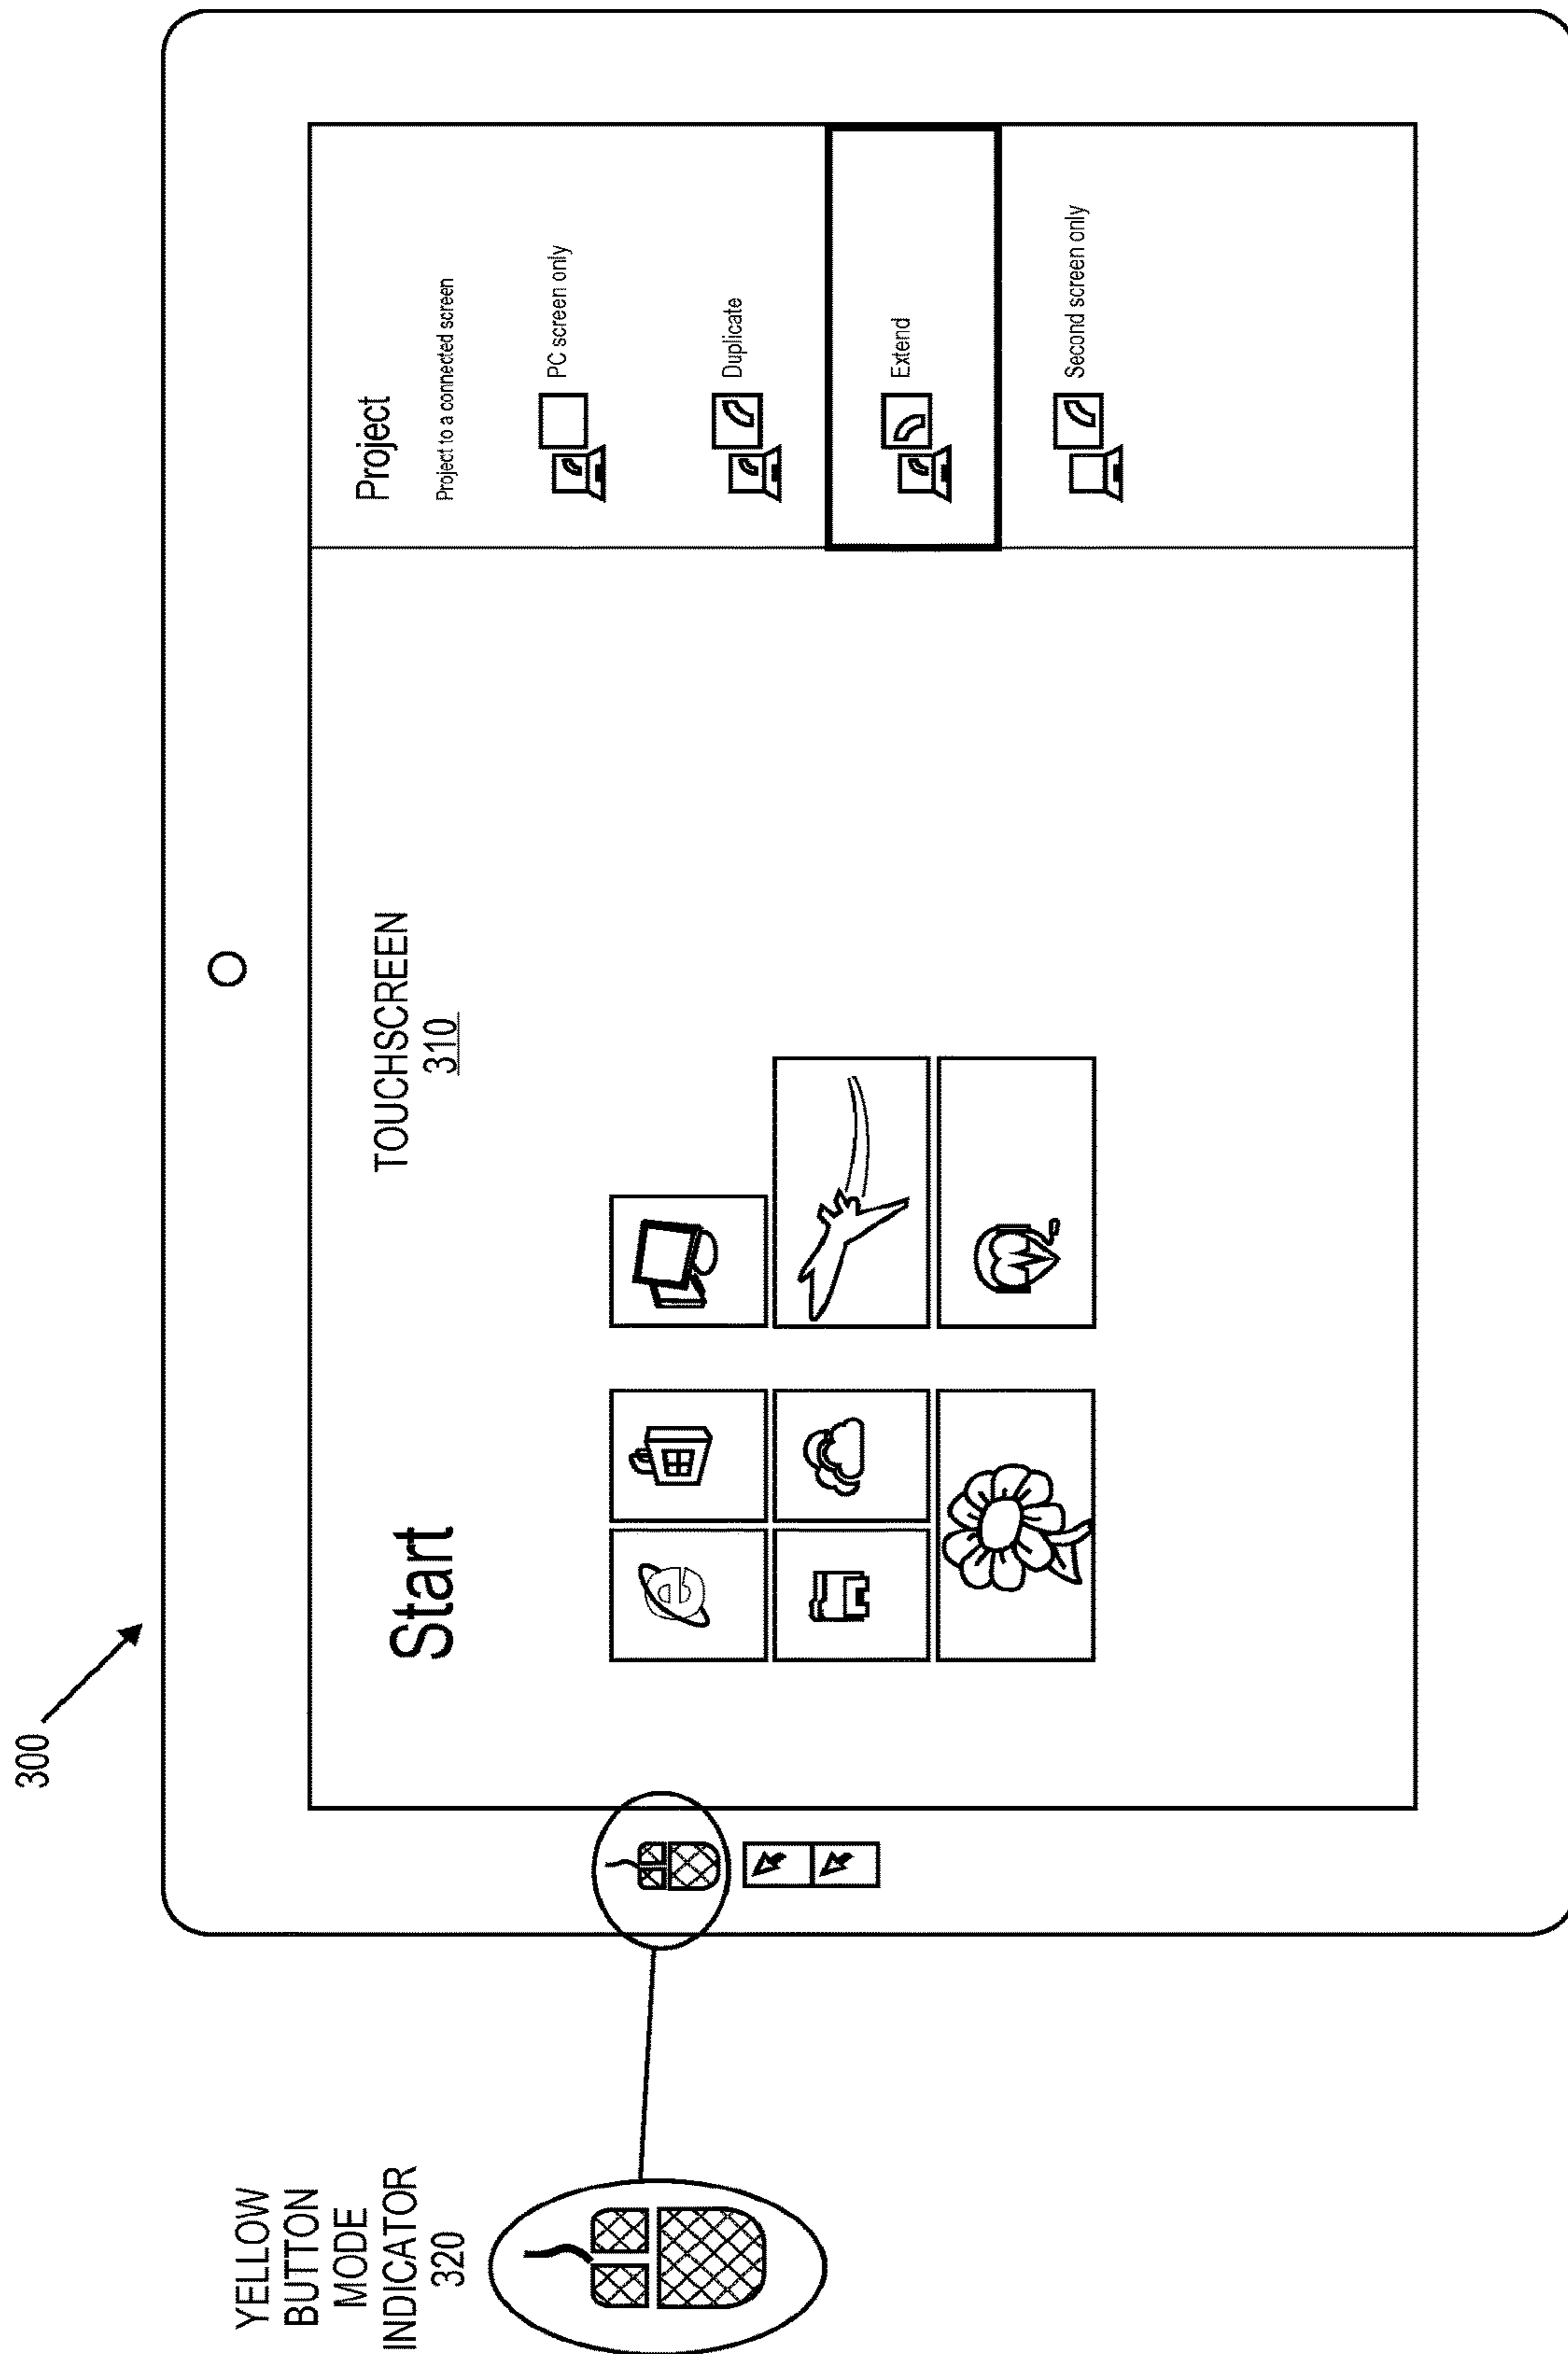 300
YELLOW
BUTTON
MODE
INDICATOR
320
TOUCHSCREEN
310
Start
e
Project
Project to a connected screen
PC screen only
Duplicate
Extend
Second screen only